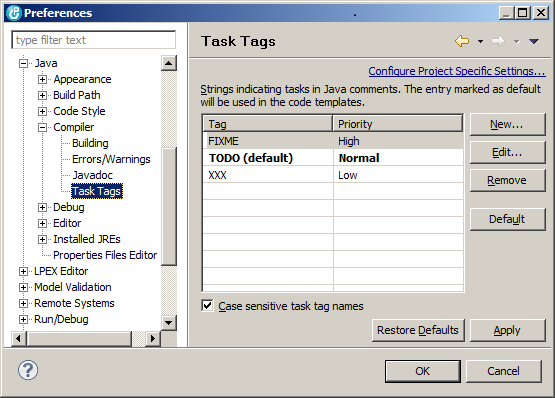 Preferences
type filter text
Java
Appearance
Build Path
Code Style
Compiler
Building
Errors/Warnings
Javadoc
Task Tags
Debug
Editor
Installed JREs
Properties Files Editor
LPEX Editor
Model Validation
Remote Systems
Run/Debug
Task Tags
Configure Project Specific Settings...
Strings indicating tasks in Java comments. The entry marked as default
will be used in the code templates.
Tag Priority
FIXME High
TODO (default) Normal
XXX Low
New...
Edit...
Remove
Default
Case sensitive task tag names
Restore Defaults Apply
? OK Cancel